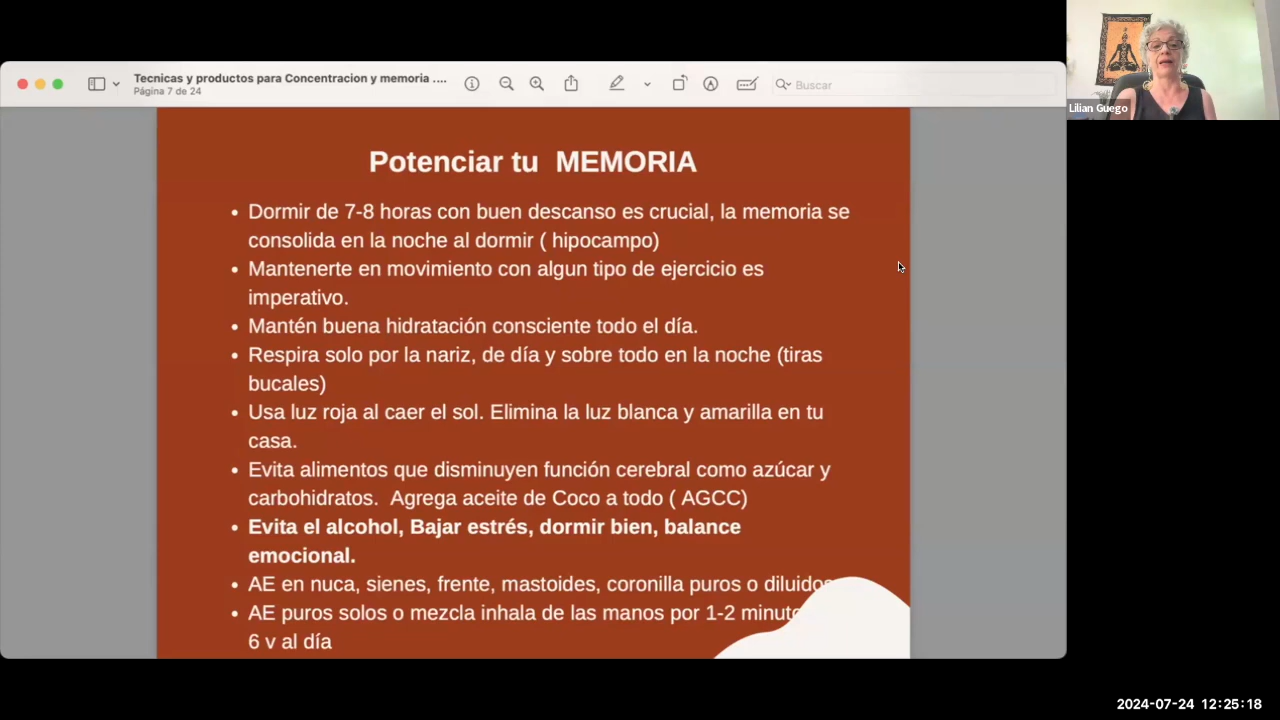 Tecnicas y productos para Concentracion y memoria ....
Página 7 de 24
Buscar
Lilian Guego
Potenciar tu MEMORIA
• Dormir de 7-8 horas con buen descanso es crucial, la memoria se
consolida en la noche al dormir ( hipocampo)
• Mantenerte en movimiento con algun tipo de ejercicio es
imperativo.
• Mantén buena hidratación consciente todo el día.
• Respira solo por la nariz, de día y sobre todo en la noche (tiras
bucales)
• Usa luz roja al caer el sol. Elimina la luz blanca y amarilla en tu
casa.
• Evita alimentos que disminuyen función cerebral como azúcar y
carbohidratos. Agrega aceite de Coco a todo ( AGCC)
• Evita el alcohol, Bajar estrés, dormir bien, balance
emocional.
• AE en nuca, sienes, frente, mastoides, coronilla puros o diluidos
• AE puros solos o mezcla inhala de las manos por 1-2 minuto
6 v al día
2024-07-24 12:25:18